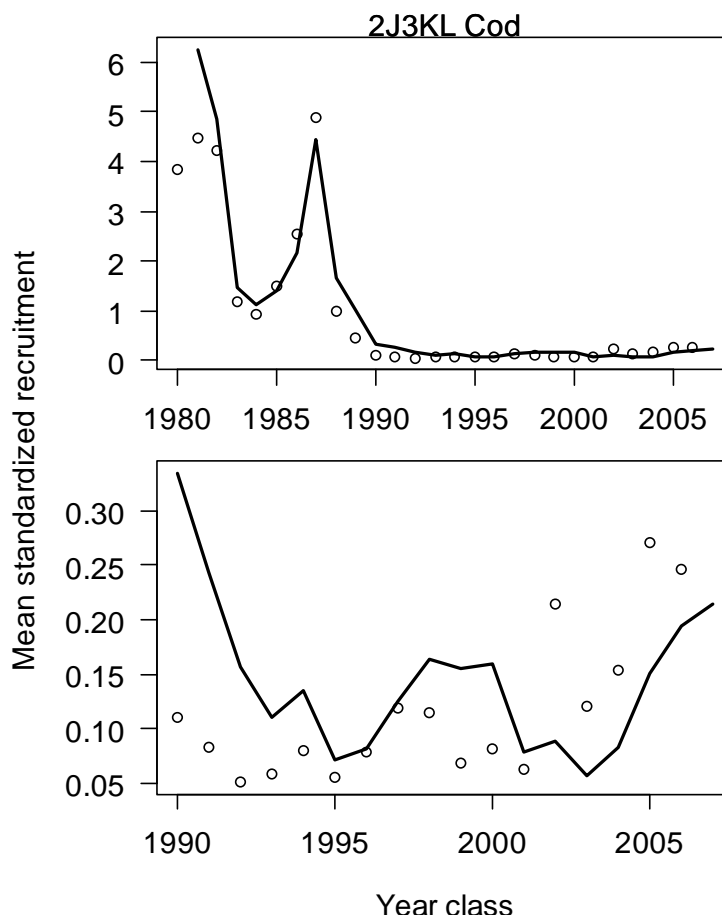 2J3KL Cod
Mean standardized recruitment
6
5
4
3
2
1
0
1980 1985 1990 1995 2000 2005
0.30
0.25
0.20
0.15
0.10
0.05
1990 1995 2000 2005
Year class